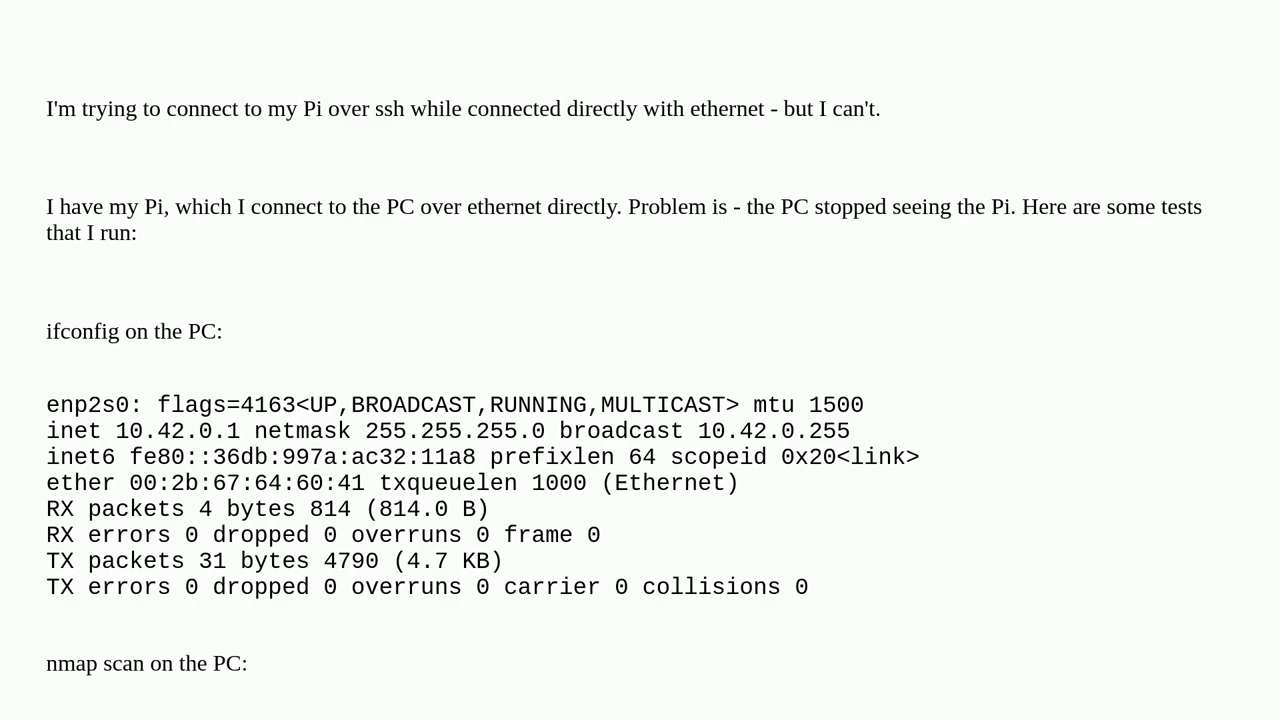 I'm trying to connect to my Pi over ssh while connected directly with ethernet - but I can't.
I have my Pi, which I connect to the PC over ethernet directly. Problem is - the PC stopped seeing the Pi. Here are some tests
that I run:
ifconfig on the PC:
enp2s0: flags=4163<UP,BROADCAST,RUNNING,MULTICAST> mtu 1500
inet 10.42.0.1 netmask 255.255.255.0 broadcast 10.42.0.255
inet6 fe80::36db:997a:ac32:11a8 prefixlen 64 scopeid 0x20<link>
ether 00:2b:67:64:60:41 txqueuelen 1000 (Ethernet)
RX packets 4 bytes 814 (814.0 B)
RX errors 0 dropped 0 overruns 0 frame 0
TX packets 31 bytes 4790 (4.7 KB)
TX errors 0 dropped 0 overruns 0 carrier 0 collisions 0
nmap scan on the PC: